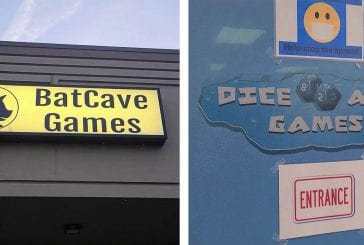 BatCave
Games
Help stop the spread!
DICE A
GAMES
ENTRANCE